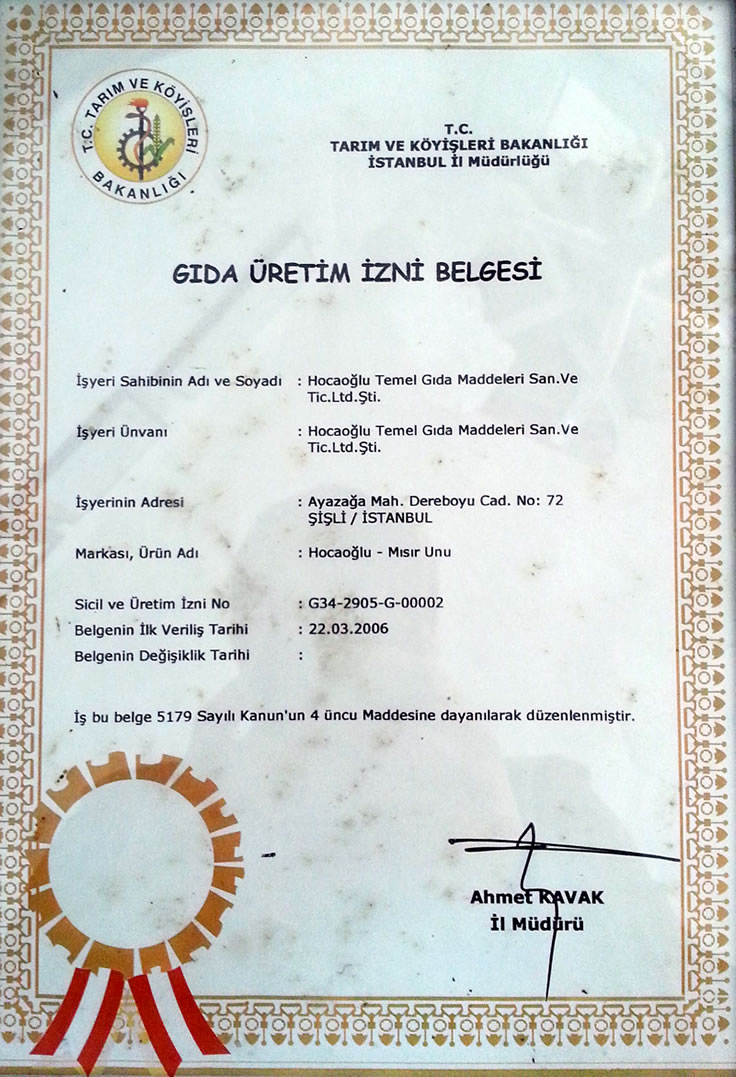 T.C. TARIM VE KÖYİŞLERİ
BAKANLIĞI
T.C.
TARIM VE KÖYİŞLERİ BAKANLIĞI
İSTANBUL İl Müdürlüğü
GIDA ÜRETİM İZNİ BELGESİ
İşyeri Sahibinin Adı ve Soyadı : Hocaoğlu Temel Gıda Maddeleri San.Ve
Tic.Ltd.Şti.
İşyeri Ünvanı : Hocaoğlu Temel Gıda Maddeleri San.Ve
Tic.Ltd.Şti.
İşyerinin Adresi : Ayazağa Mah. Dereboyu Cad. No: 72
ŞİŞLİ / İSTANBUL
Markası, Ürün Adı : Hocaoğlu - Mısır Unu
Sicil ve Üretim İzni No : G34-2905-G-00002
Belgenin İlk Veriliş Tarihi : 22.03.2006
Belgenin Değişiklik Tarihi :
İş bu belge 5179 Sayılı Kanun'un 4 üncu Maddesine dayanılarak düzenlenmiştir.
Ahmet KAVAK
İl Müdürü